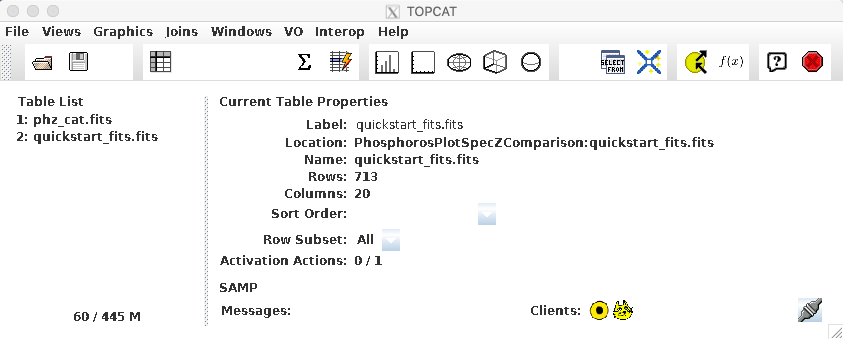 TOPCAT
File Views Graphics Joins Windows VO Interop Help
Σ SELECT FROM f(x) ?
Table List
1: phz_cat.fits
2: quickstart_fits.fits
60 / 445 M
Current Table Properties
Label: quickstart_fits.fits
Location: PhosphorosPlotSpecZComparison:quickstart_fits.fits
Name: quickstart_fits.fits
Rows: 713
Columns: 20
Sort Order:
Row Subset: All
Activation Actions: 0 / 1
SAMP
Messages: Clients: